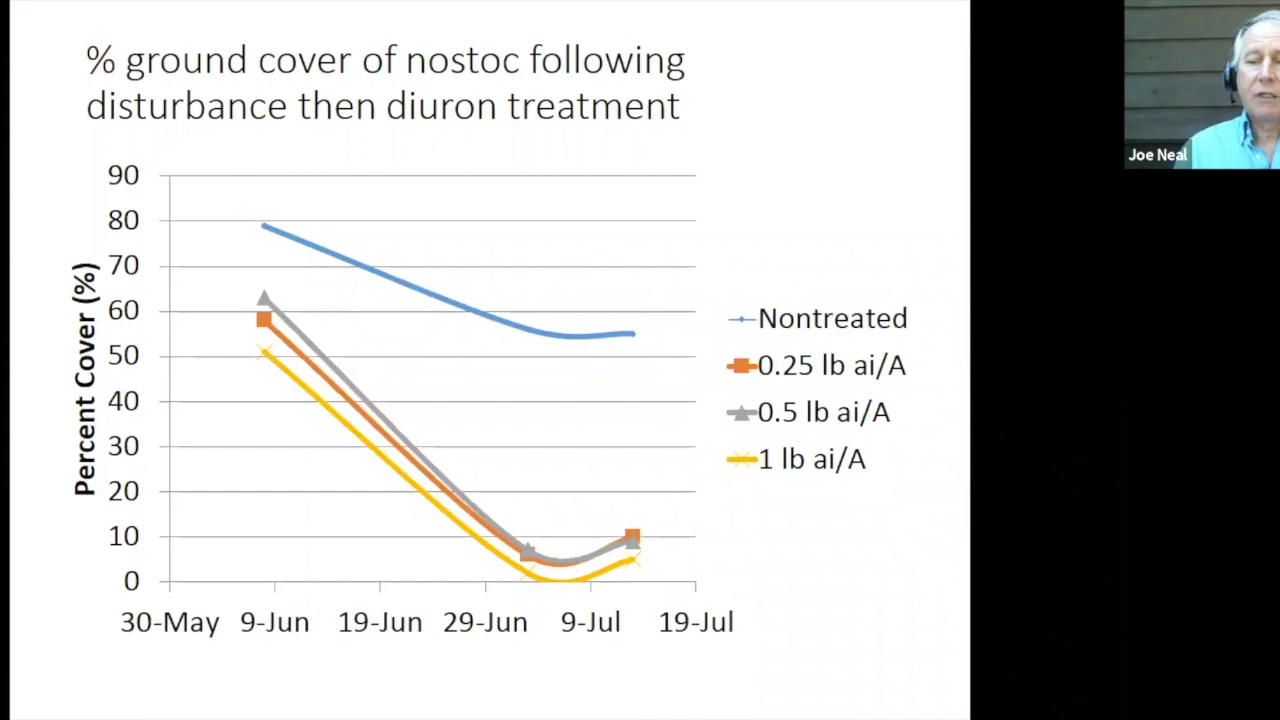 % ground cover of nostoc following
disturbance then diuron treatment
Joe Neal
Percent Cover (%)
90
80
70
60
50
40
30
20
10
0
30-May 9-Jun 19-Jun 29-Jun 9-Jul 19-Jul
Nontreated
0.25 lb ai/A
0.5 lb ai/A
1 lb ai/A